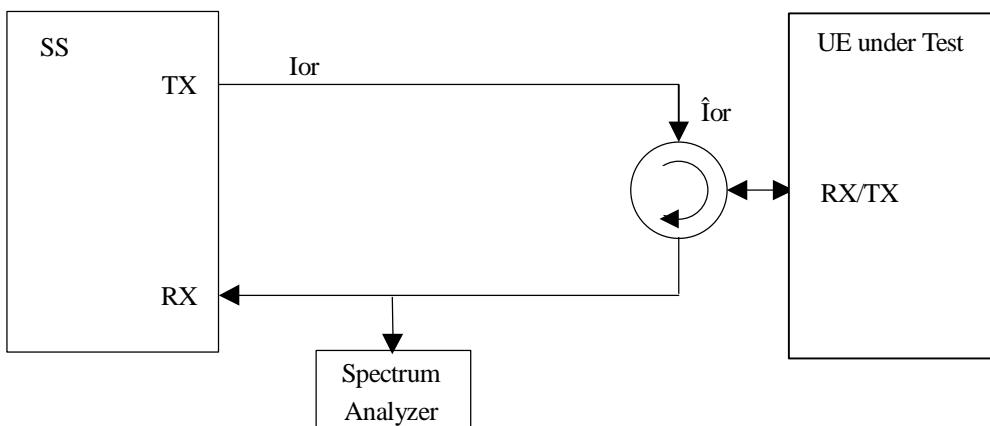 SS
UE under Test
TX
Ior
Îor
RX/TX
RX
Spectrum
Analyzer